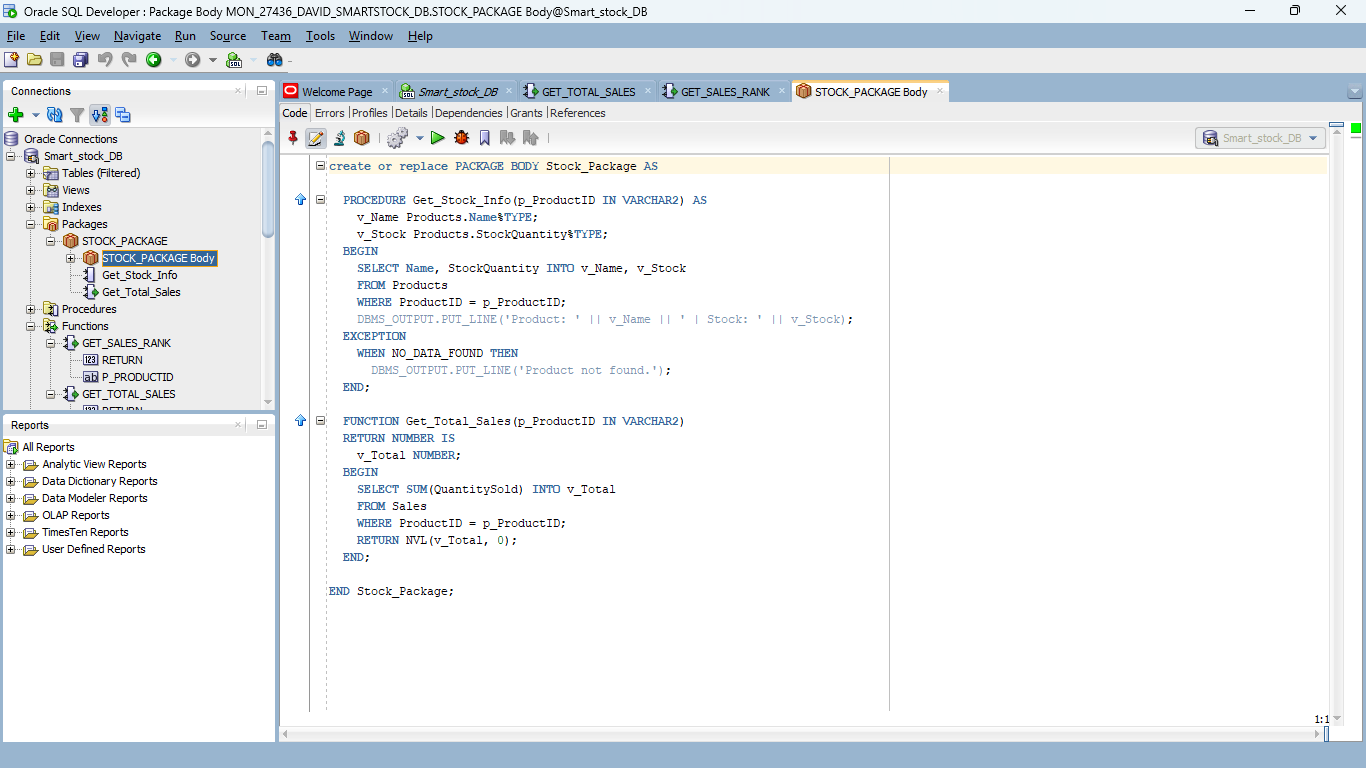 Oracle SQL Developer : Package Body MON_27436_DAVID_SMARTSTOCK_DB.STOCK_PACKAGE Body@Smart_stock_DB
File Edit View Navigate Run Source Team Tools Window Help
Connections
Oracle Connections
Smart_stock_DB
Tables (Filtered)
Views
Indexes
Packages
STOCK_PACKAGE
STOCK_PACKAGE Body
Get_Stock_Info
Get_Total_Sales
Procedures
Functions
GET_SALES_RANK
RETURN
P_PRODUCTID
GET_TOTAL_SALES
RETURN
Reports
All Reports
Analytic View Reports
Data Dictionary Reports
Data Modeler Reports
OLAP Reports
TimesTen Reports
User Defined Reports
Welcome Page Smart_stock_DB GET_TOTAL_SALES GET_SALES_RANK STOCK_PACKAGE Body
Code Errors |Profiles |Details |Dependencies |Grants |References
Smart_stock_DB
create or replace PACKAGE BODY Stock_Package AS
PROCEDURE Get_Stock_Info(p_ProductID IN VARCHAR2) AS
v_Name Products.Name%TYPE;
v_Stock Products.StockQuantity%TYPE;
BEGIN
SELECT Name, StockQuantity INTO v_Name, v_Stock
FROM Products
WHERE ProductID = p_ProductID;
DBMS_OUTPUT.PUT_LINE('Product: ' || v_Name || ' | Stock: ' || v_Stock);
EXCEPTION
WHEN NO_DATA_FOUND THEN
DBMS_OUTPUT.PUT_LINE('Product not found.');
END;
FUNCTION Get_Total_Sales(p_ProductID IN VARCHAR2)
RETURN NUMBER IS
v_Total NUMBER;
BEGIN
SELECT SUM(QuantitySold) INTO v_Total
FROM Sales
WHERE ProductID = p_ProductID;
RETURN NVL(v_Total, 0);
END;
END Stock_Package;
1:1